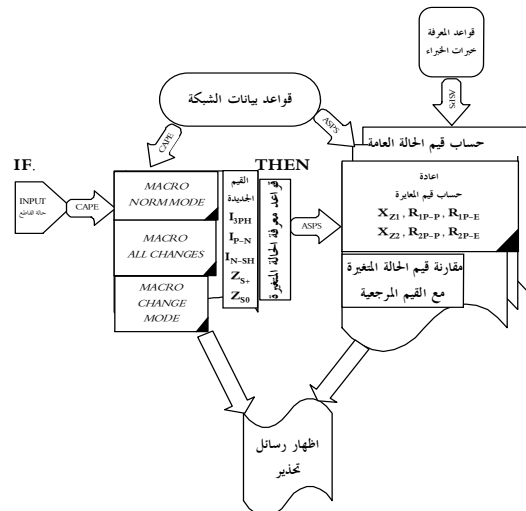 قواعد المعرفة
خبرات الخبراء
ASPS
قواعد بيانات الشبكة
CAPE
ASPS
حساب قيم الحالة العامة
IF.
THEN
INPUT
حالة القاطع
CAPE
MACRO
NORM MODE
MACRO
ALL CHANGES
MACRO
CHANGE
MODE
القيم
الجديدة
I3PH
IP-N
IN-SH
ZS+
ZS0
قواعد معرفة الحالة المتغيرة
ASPS
اعادة
حساب قيم المعايرة
XZ1 , R1P-P , R1P-E
XZ2 , R2P-P , R2P-E
مقارنة قيم الحالة المتغيرة
مع القيم المرجعية
اظهار رسائل
تحذير